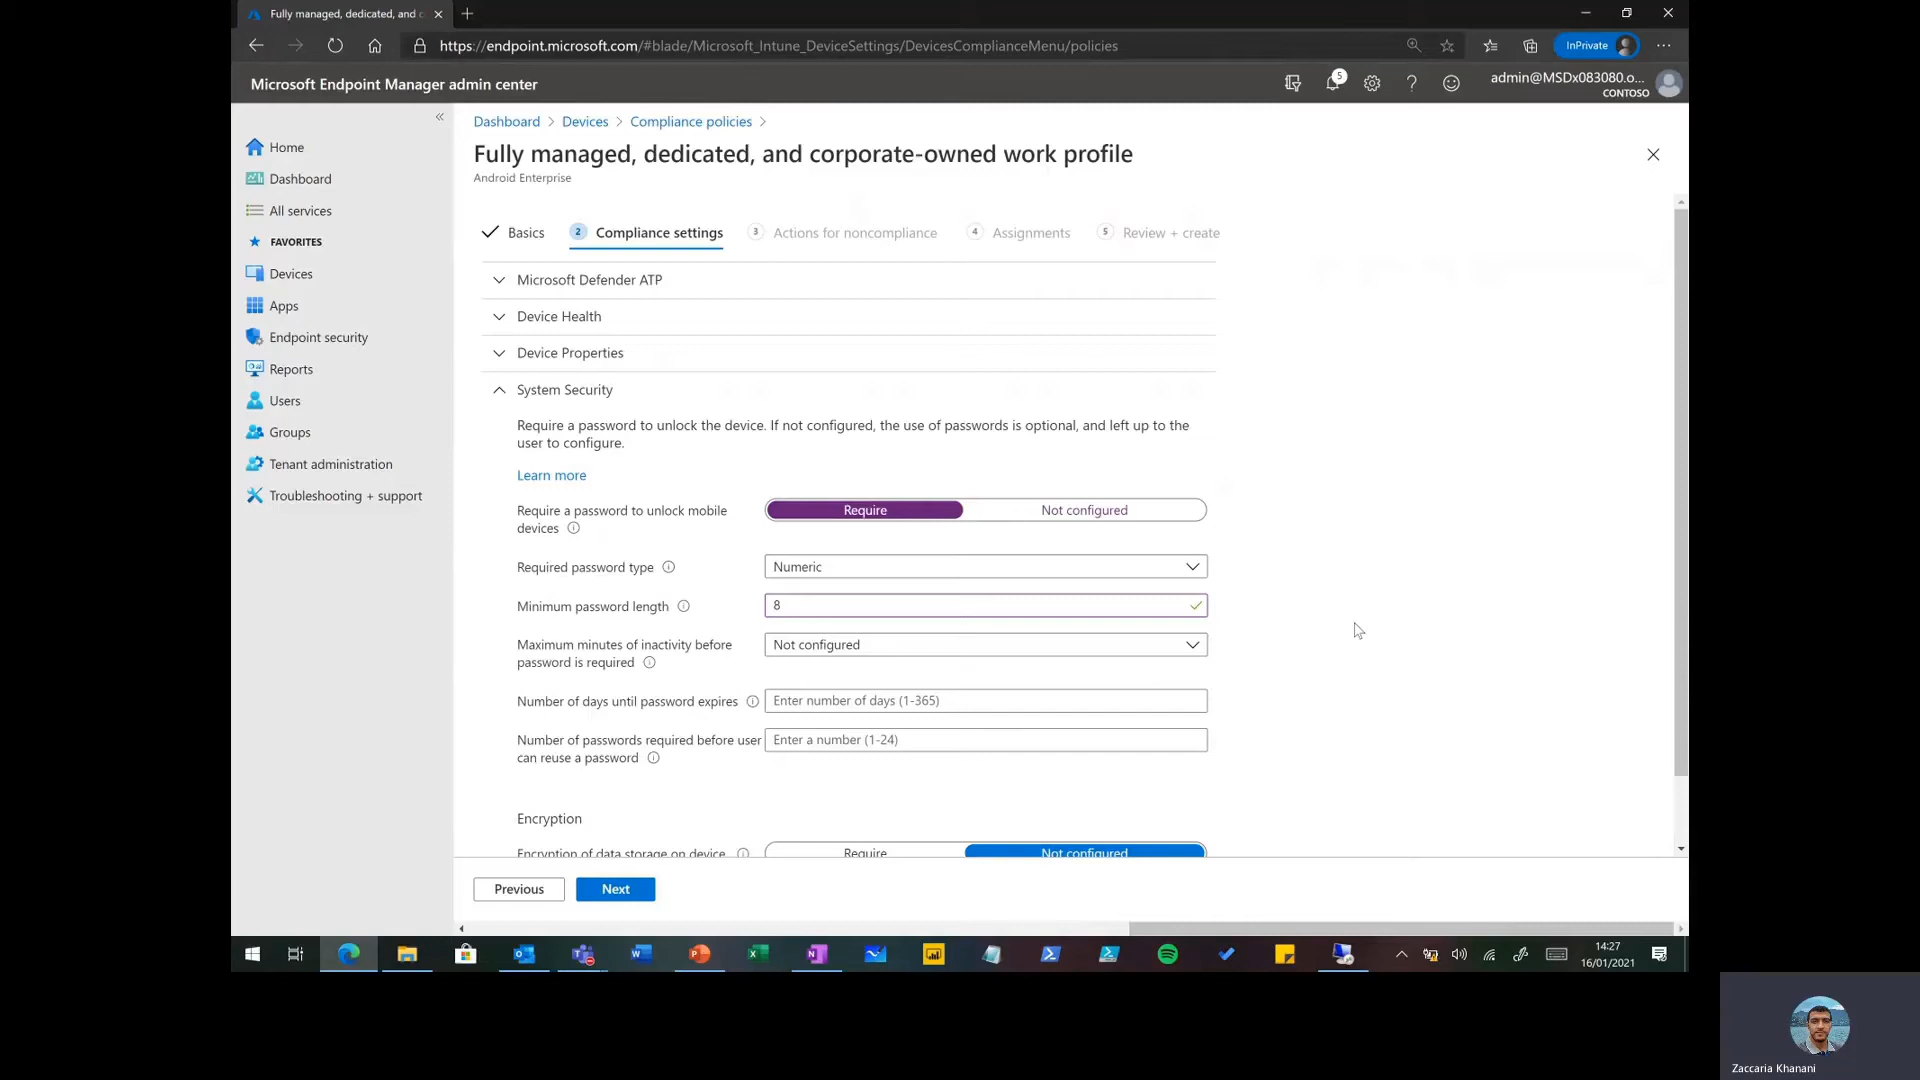 Fully managed, dedicated, and c
https://endpoint.microsoft.com/#blade/Microsoft_Intune_DeviceSettings/DevicesComplianceMenu/policies
InPrivate
Microsoft Endpoint Manager admin center
5
admin@MSDx083080.o...
CONTOSO
Home
Dashboard
All services
FAVORITES
Devices
Apps
Endpoint security
Reports
Users
Groups
Tenant administration
Troubleshooting + support
Dashboard > Devices > Compliance policies >
Fully managed, dedicated, and corporate-owned work profile
Android Enterprise
Basics
2 Compliance settings
3 Actions for noncompliance
4 Assignments
5 Review + create
Microsoft Defender ATP
Device Health
Device Properties
System Security
Require a password to unlock the device. If not configured, the use of passwords is optional, and left up to the
user to configure.
Learn more
Require a password to unlock mobile
devices
Require
Not configured
Required password type
Numeric
Minimum password length
8
Maximum minutes of inactivity before
password is required
Not configured
Number of days until password expires
Enter number of days (1-365)
Number of passwords required before user
can reuse a password
Enter a number (1-24)
Encryption
Encryption of data storage on device
Require
Not configured
Previous
Next
14:27
16/01/2021
Zaccaria Khanani